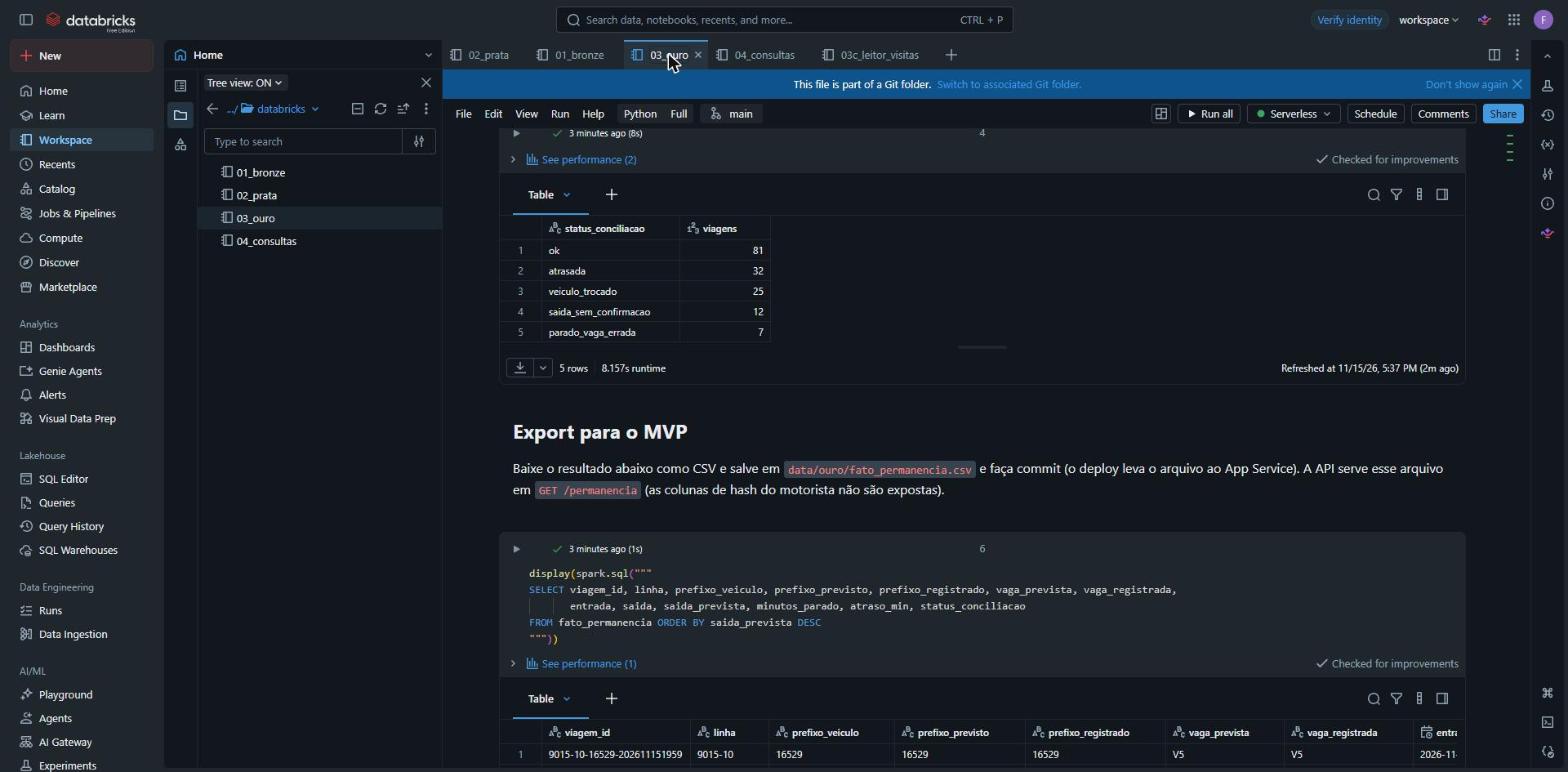 databricks
Free Edition
Search data, notebooks, recents, and more...
CTRL + P
Verify identity
workspace
F
New
Home
Learn
Workspace
Recents
Catalog
Jobs & Pipelines
Compute
Discover
Marketplace
Analytics
Dashboards
Genie Agents
Alerts
Visual Data Prep
Lakehouse
SQL Editor
Queries
Query History
SQL Warehouses
Data Engineering
Runs
Data Ingestion
AI/ML
Playground
Agents
AI Gateway
Experiments
Home
Tree view: ON
../ databricks
Type to search
01_bronze
02_prata
03_ouro
04_consultas
02_prata
01_bronze
03_ouro
04_consultas
03c_leitor_visitas
This file is part of a Git folder. Switch to associated Git folder.
Don't show again
File Edit View Run Help Python Full main
Run all
Serverless
Schedule
Comments
Share
3 minutes ago (8s)
4
See performance (2)
Checked for improvements
Table
status_conciliacao viagens
1 ok 81
2 atrasada 32
3 veiculo_trocado 25
4 saida_sem_confirmacao 12
5 parado_vaga_errada 7
5 rows 8.157s runtime
Refreshed at 11/15/26, 5:37 PM (2m ago)
Export para o MVP
Baixe o resultado abaixo como CSV e salve em data/ouro/fato_permanencia.csv e faça commit (o deploy leva o arquivo ao App Service). A API serve esse arquivo
em GET /permanencia (as colunas de hash do motorista não são expostas).
3 minutes ago (1s)
6
display(spark.sql("""
SELECT viagem_id, linha, prefixo_veiculo, prefixo_previsto, prefixo_registrado, vaga_prevista, vaga_registrada,
entrada, saida, saida_prevista, minutos_parado, atraso_min, status_conciliacao
FROM fato_permanencia ORDER BY saida_prevista DESC
"""))
See performance (1)
Checked for improvements
Table
viagem_id linha prefixo_veiculo prefixo_previsto prefixo_registrado vaga_prevista vaga_registrada entra
1 9015-10-16529-202611151959 9015-10 16529 16529 16529 V5 V5 2026-11-